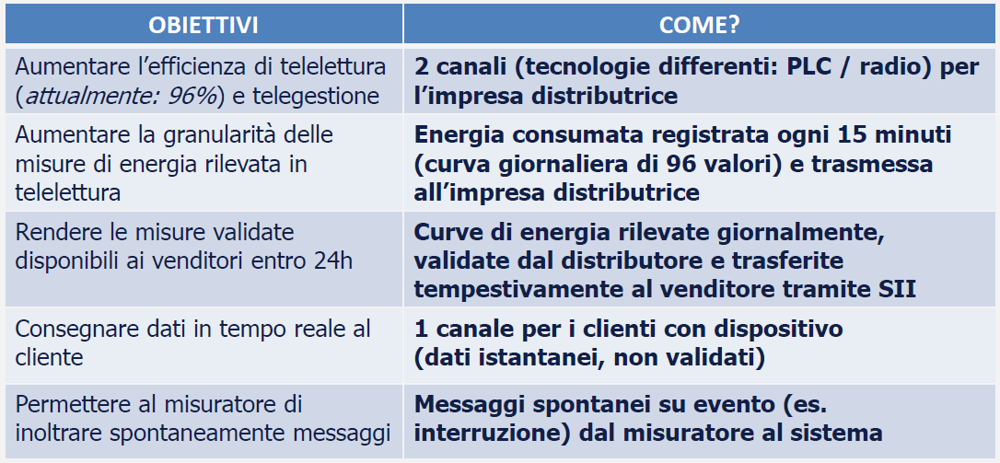 OBIETTIVI
COME?
Aumentare l’efficienza di telelettura
(attualmente: 96%) e telegestione
2 canali (tecnologie differenti: PLC / radio) per
l’impresa distributrice
Aumentare la granularità delle
misure di energia rilevata in
telelettura
Energia consumata registrata ogni 15 minuti
(curva giornaliera di 96 valori) e trasmessa
all’impresa distributrice
Rendere le misure validate
disponibili ai venditori entro 24h
Curve di energia rilevate giornalmente,
validate dal distributore e trasferite
tempestivamente al venditore tramite SII
Consegnare dati in tempo reale al
cliente
1 canale per i clienti con dispositivo
(dati istantanei, non validati)
Permettere al misuratore di
inoltrare spontaneamente messaggi
Messaggi spontanei su evento (es.
interruzione) dal misuratore al sistema